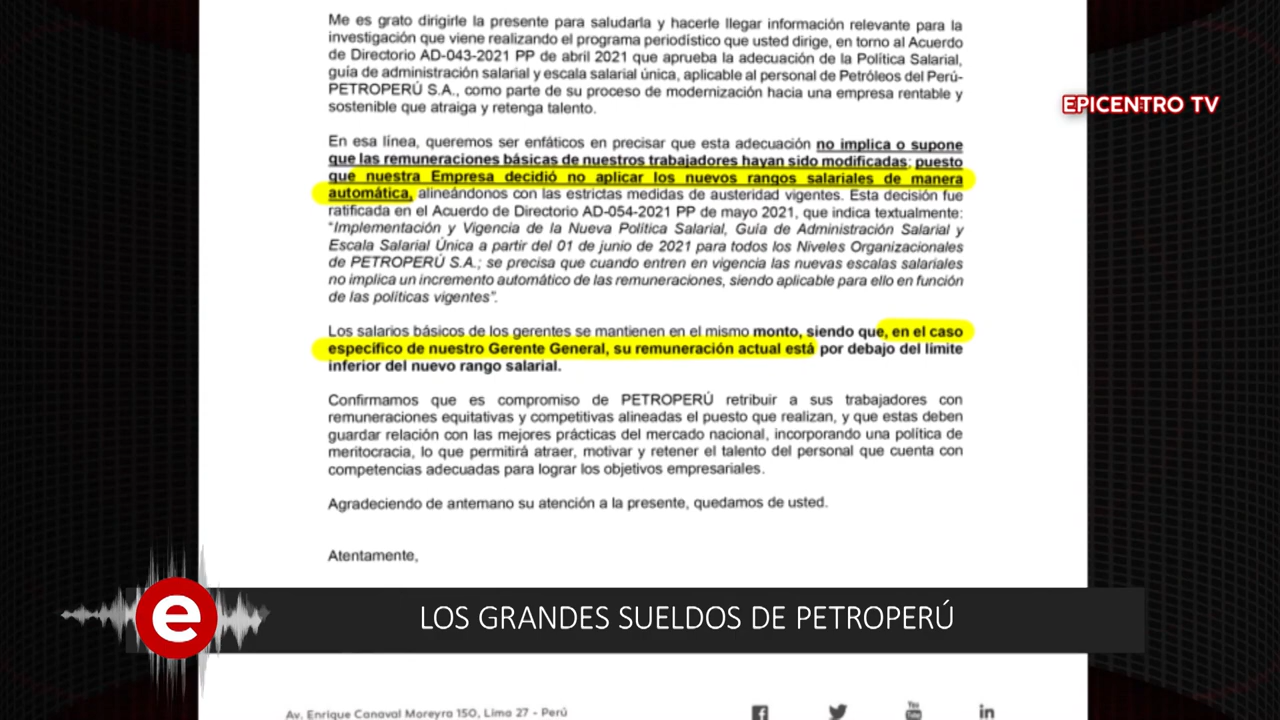 Me es grato dirigirle la presente para saludarla y hacerle llegar información relevante para la
investigación que viene realizando el programa periodístico que usted dirige, en torno al Acuerdo
de Directorio AD-043-2021 PP de abril 2021 que aprueba la adecuación de la Política Salarial,
guía de administración salarial y escala salarial única, aplicable al personal de Petróleos del Perú-
PETROPERÚ S.A., como parte de su proceso de modernización hacia una empresa rentable y
sostenible que atraiga y retenga talento.
EPICENTRO TV
En esa línea, queremos ser enfáticos en precisar que esta adecuación no implica o supone
que las remuneraciones básicas de nuestros trabajadores hayan sido modificadas; puesto
que nuestra Empresa decidió no aplicar los nuevos rangos salariales de manera
automática, alineándonos con las estrictas medidas de austeridad vigentes. Esta decisión fue
ratificada en el Acuerdo de Directorio AD-054-2021 PP de mayo 2021, que indica textualmente:
"Implementación y Vigencia de la Nueva Política Salarial, Guía de Administración Salarial y
Escala Salarial Única a partir del 01 de junio de 2021 para todos los Niveles Organizacionales
de PETROPERÚ S.A.; se precisa que cuando entren en vigencia las nuevas escalas salariales
no implica un incremento automático de las remuneraciones, siendo aplicable para ello en función
de las políticas vigentes".
Los salarios básicos de los gerentes se mantienen en el mismo monto, siendo que, en el caso
específico de nuestro Gerente General, su remuneración actual está por debajo del límite
inferior del nuevo rango salarial.
Confirmamos que es compromiso de PETROPERÚ retribuir a sus trabajadores con
remuneraciones equitativas y competitivas alineadas el puesto que realizan, y que estas deben
guardar relación con las mejores prácticas del mercado nacional, incorporando una política de
meritocracia, lo que permitirá atraer, motivar y retener el talento del personal que cuenta con
competencias adecuadas para lograr los objetivos empresariales.
Agradeciendo de antemano su atención a la presente, quedamos de usted.
Atentamente,
e
LOS GRANDES SUELDOS DE PETROPERÚ
Av. Enrique Canaval Moreyra 150, Lima 27 - Perú
You Tube
in